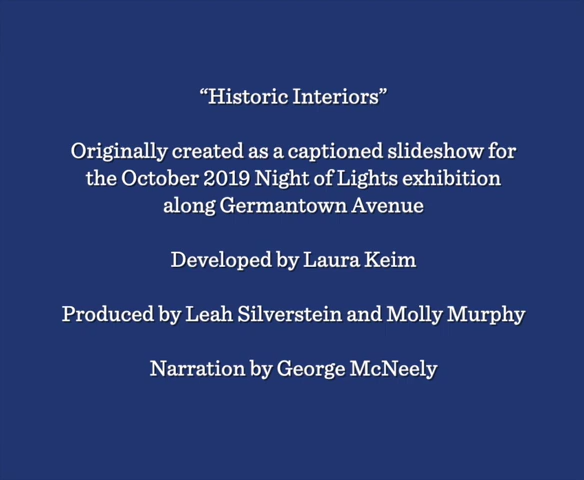 “Historic Interiors”
Originally created as a captioned slideshow for
the October 2019 Night of Lights exhibition
along Germantown Avenue
Developed by Laura Keim
Produced by Leah Silverstein and Molly Murphy
Narration by George McNeely